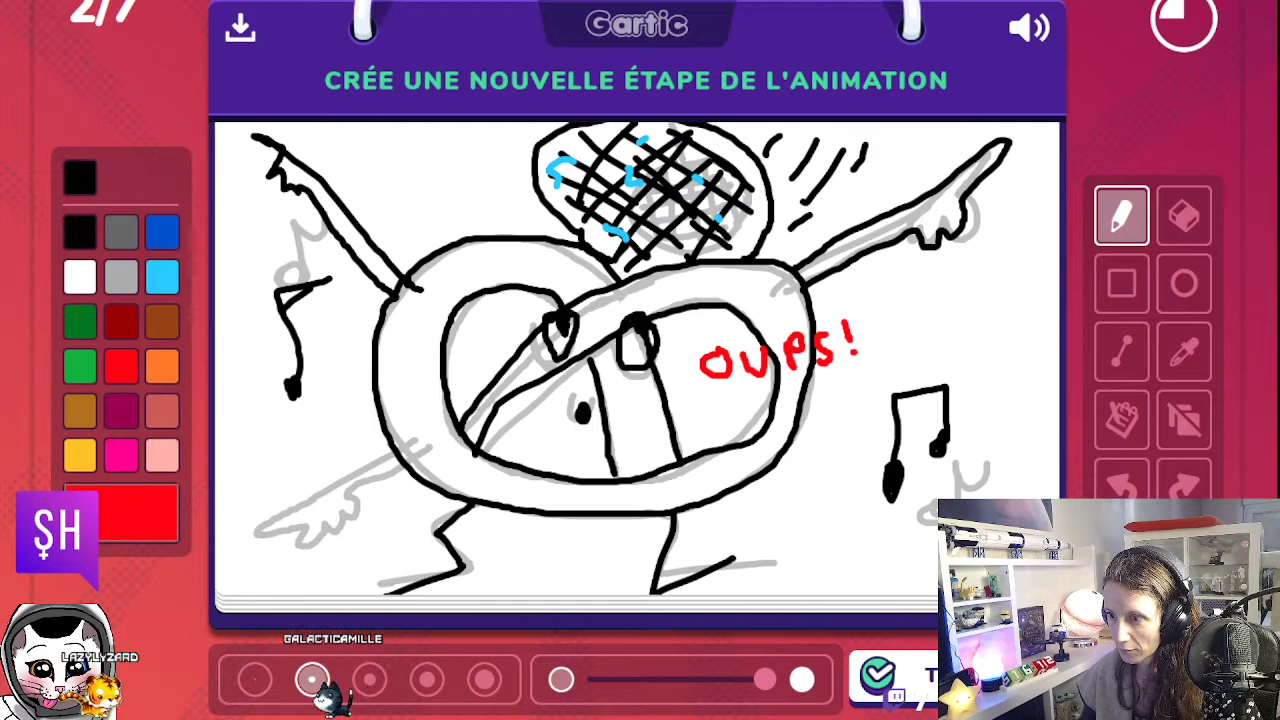 2/7
Gartic
CRÉE UNE NOUVELLE ÉTAPE DE L'ANIMATION
OUPS!
$H
GALACTICAMILLE
LAZYLYZARD
T